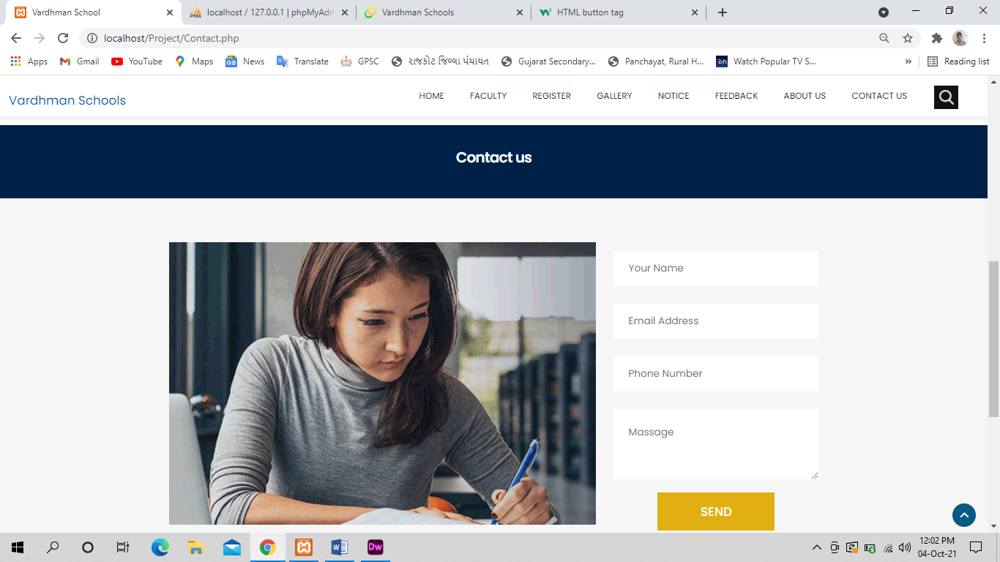 Vardhman School
localhost / 127.0.0.1 | phpMyAdm
Vardhman Schools
HTML button tag
localhost/Project/Contact.php
Apps Gmail YouTube Maps News Translate GPSC રાજકોટ જિલ્લા પંચાયત Gujarat Secondary... Panchayat, Rural H... Watch Popular TV S... » Reading list
Vardhman Schools
HOME FACULTY REGISTER GALLERY NOTICE FEEDBACK ABOUT US CONTACT US
Contact us
Your Name
Email Address
Phone Number
Massage
SEND
12:02 PM
04-Oct-21